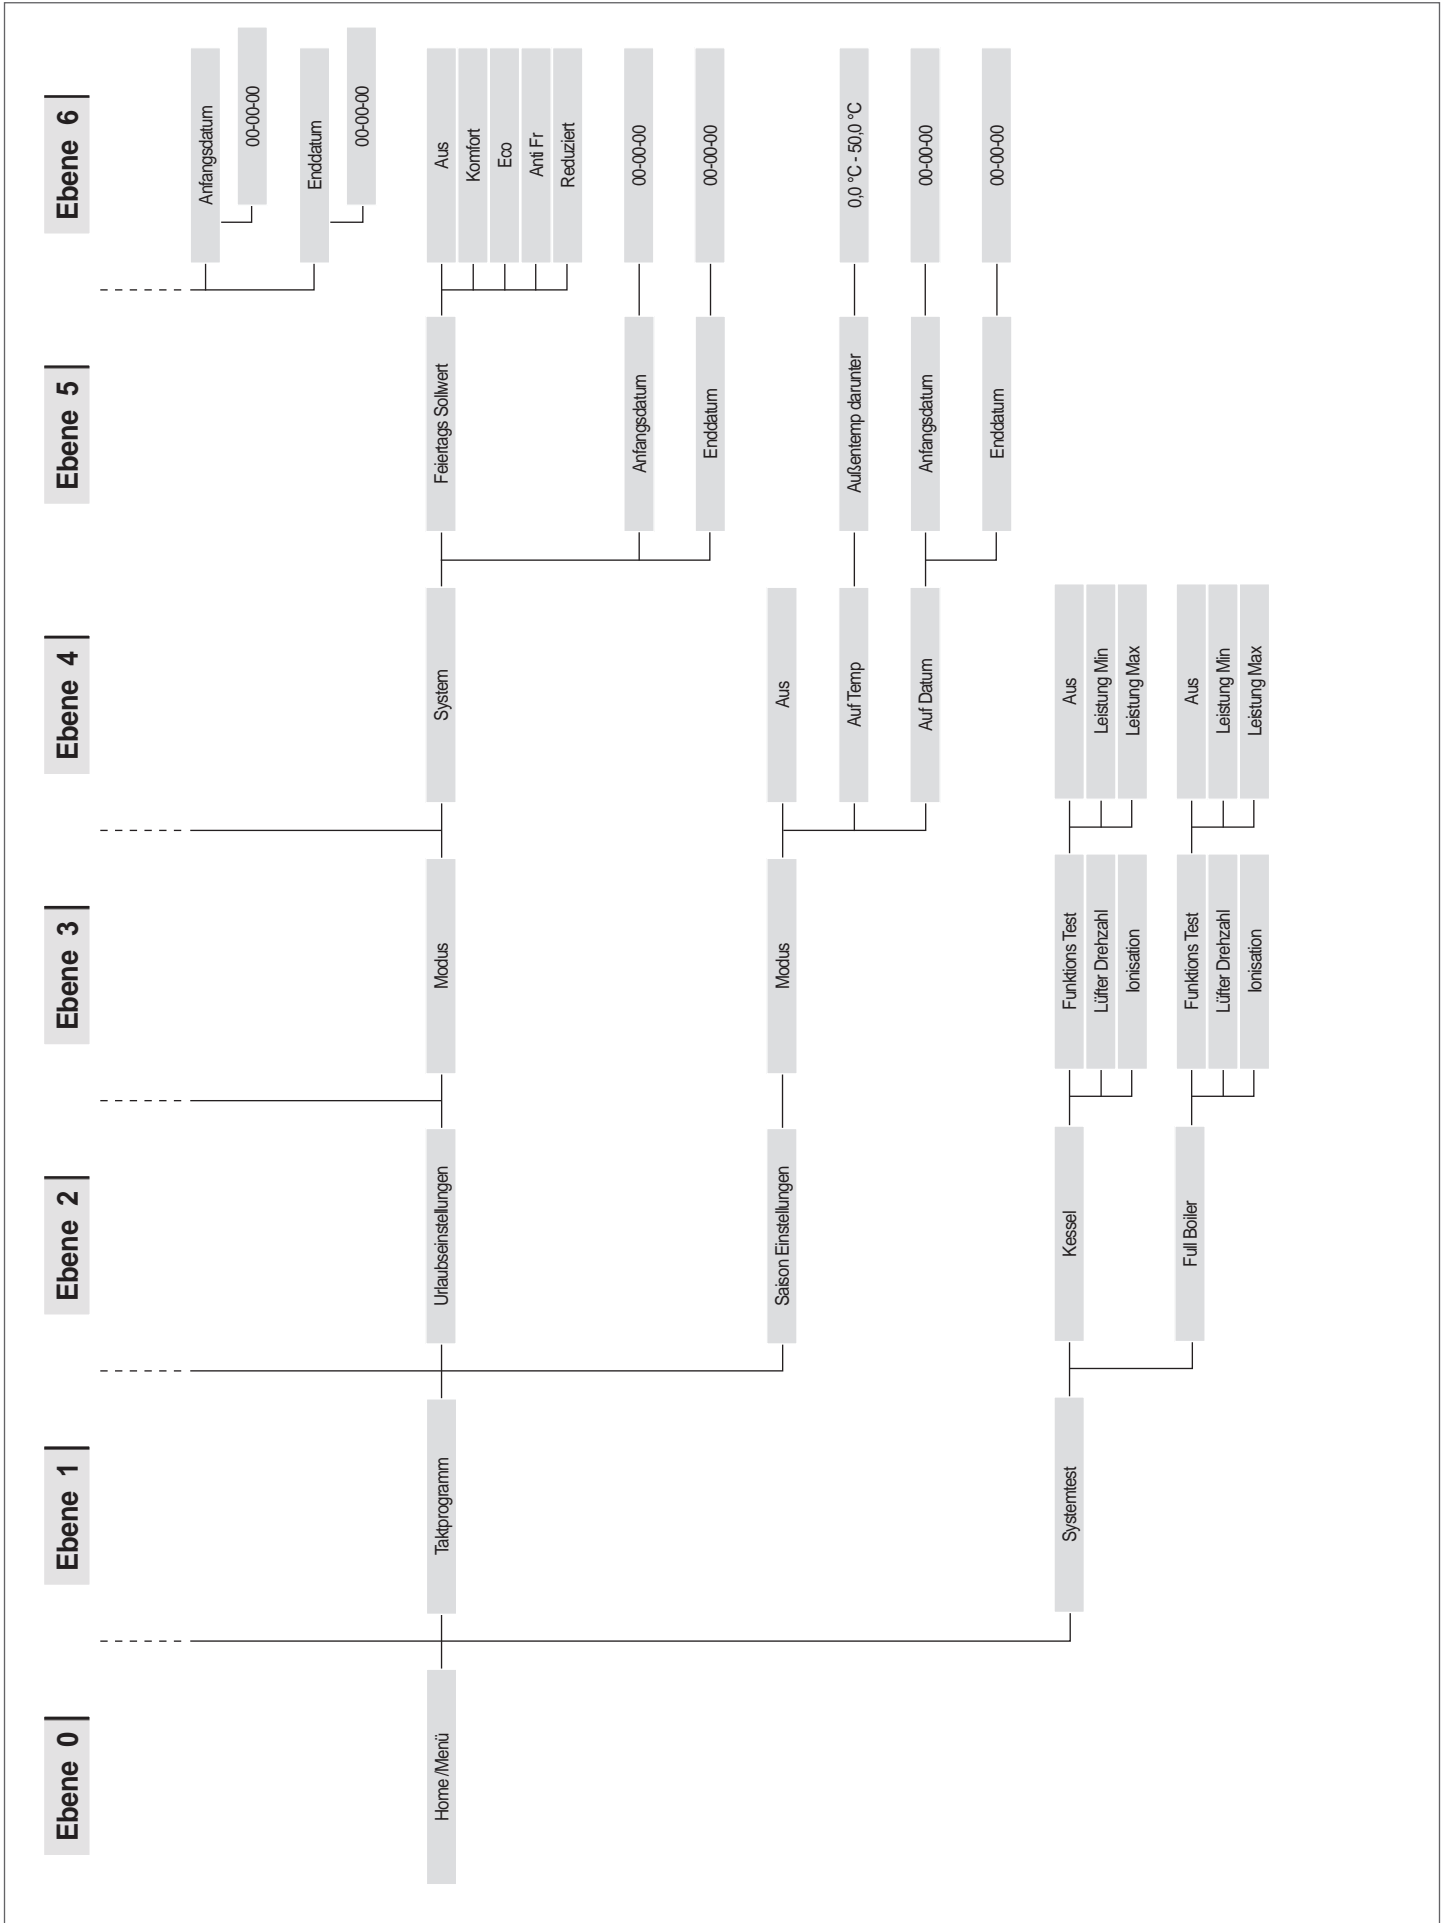 Ebene 0
Ebene 1
Ebene 2
Ebene 3
Ebene 4
Ebene 5
Ebene 6
Anfangsdatum
00-00-00
Enddatum
00-00-00
Home /Menü
Taktprogramm
Urlaubseinstellungen
Modus
System
Feiertags Sollwert
Aus
Komfort
Eco
Anti Fr
Reduziert
Anfangsdatum
00-00-00
Enddatum
00-00-00
Saison Einstellungen
Modus
Aus
Auf Temp
Außentemp darunter
0,0 °C - 50,0 °C
Auf Datum
Anfangsdatum
00-00-00
Enddatum
00-00-00
Systemtest
Kessel
Funktions Test
Aus
Lüfter Drehzahl
Leistung Min
Ionisation
Leistung Max
Full Boiler
Funktions Test
Aus
Lüfter Drehzahl
Leistung Min
Ionisation
Leistung Max